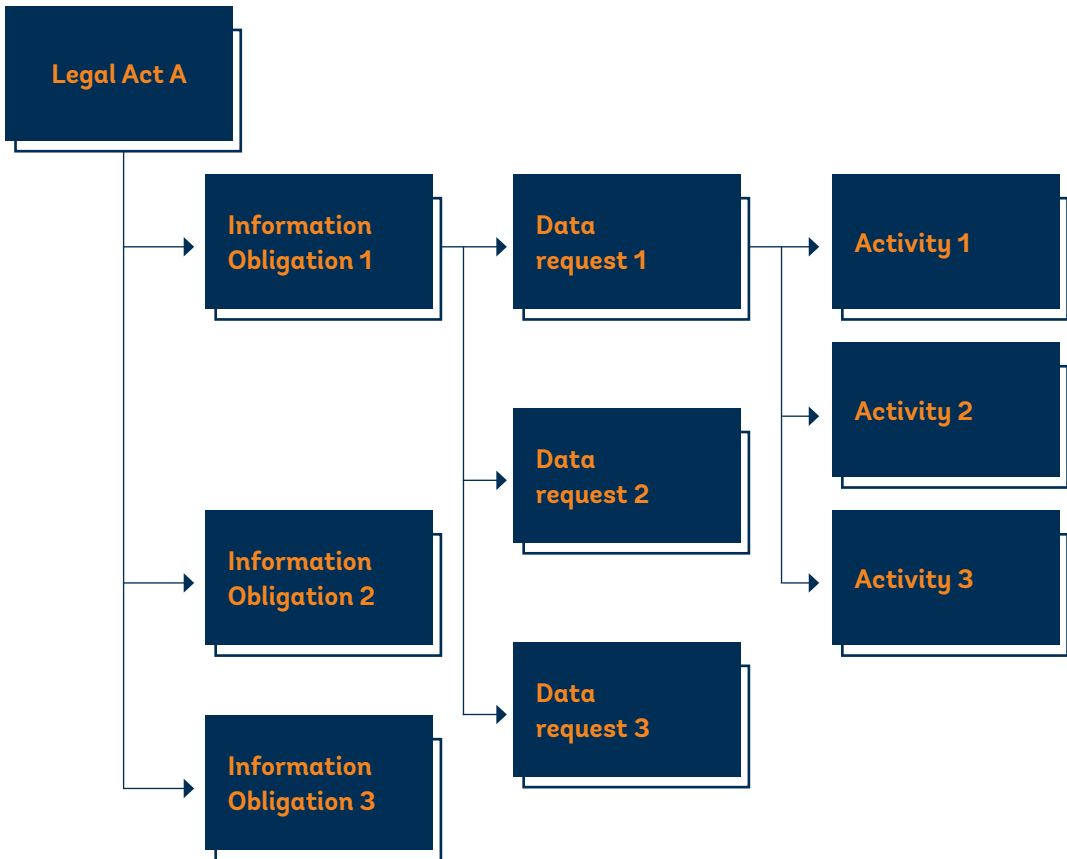 Legal Act A
Information
Obligation 1
Data
request 1
Activity 1
Activity 2
Data
request 2
Information
Obligation 2
Activity 3
Data
request 3
Information
Obligation 3